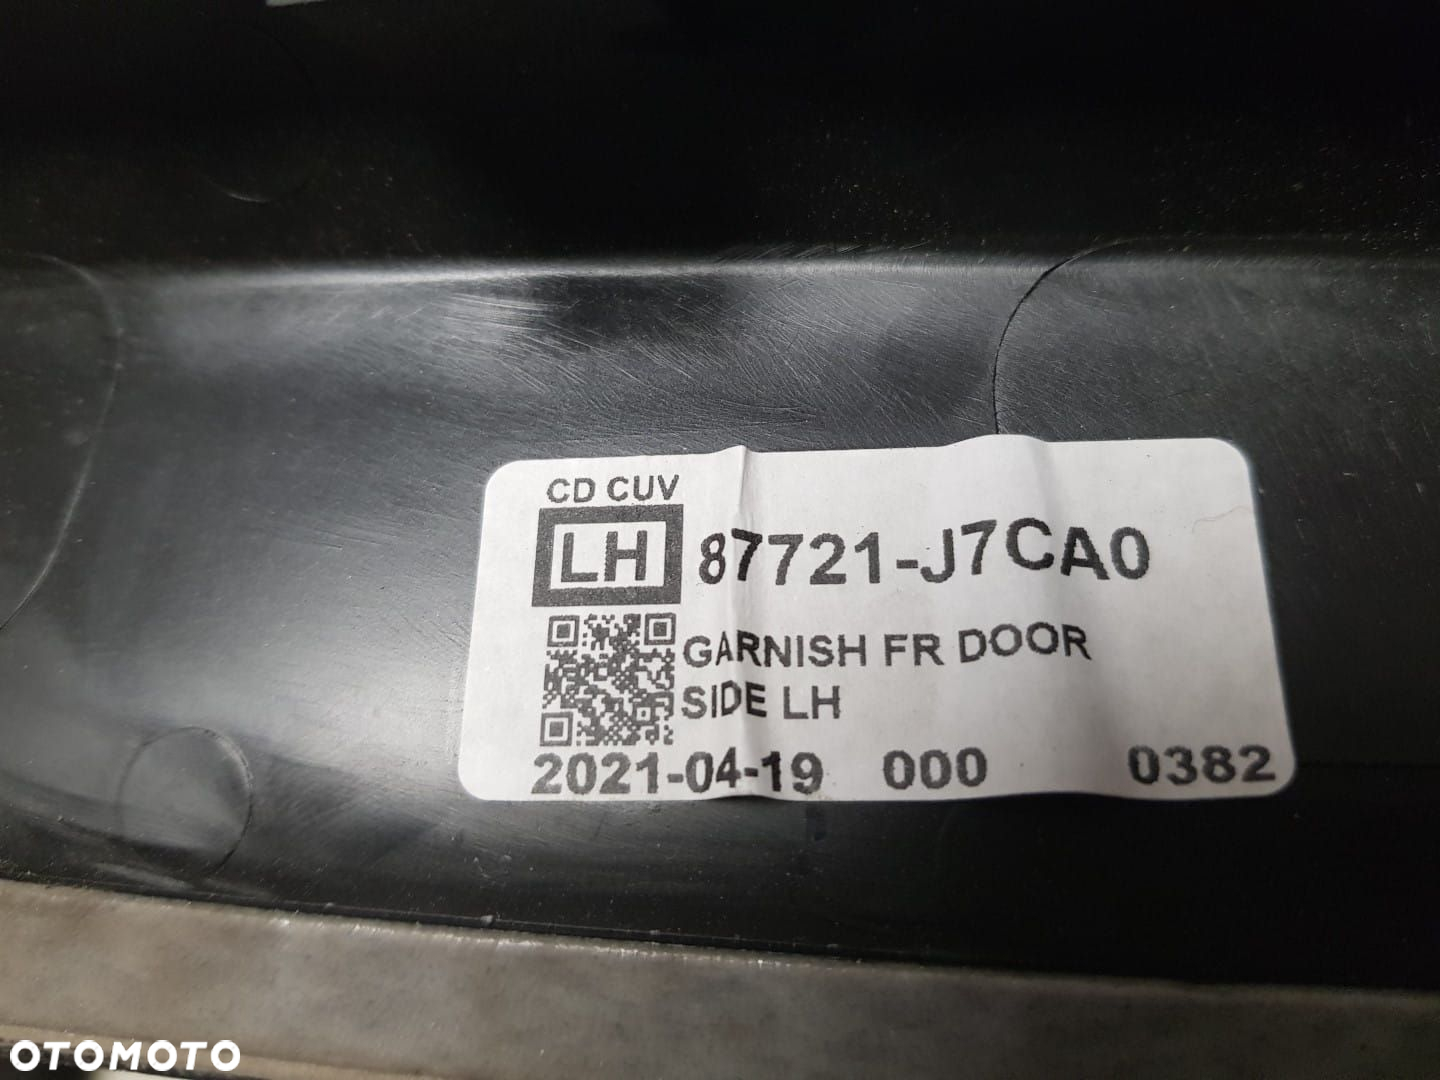 CD CUV
LH 87721-J7CA0
GARNISH FR DOOR
SIDE LH
2021-04-19 000 0382
OTOMOTO